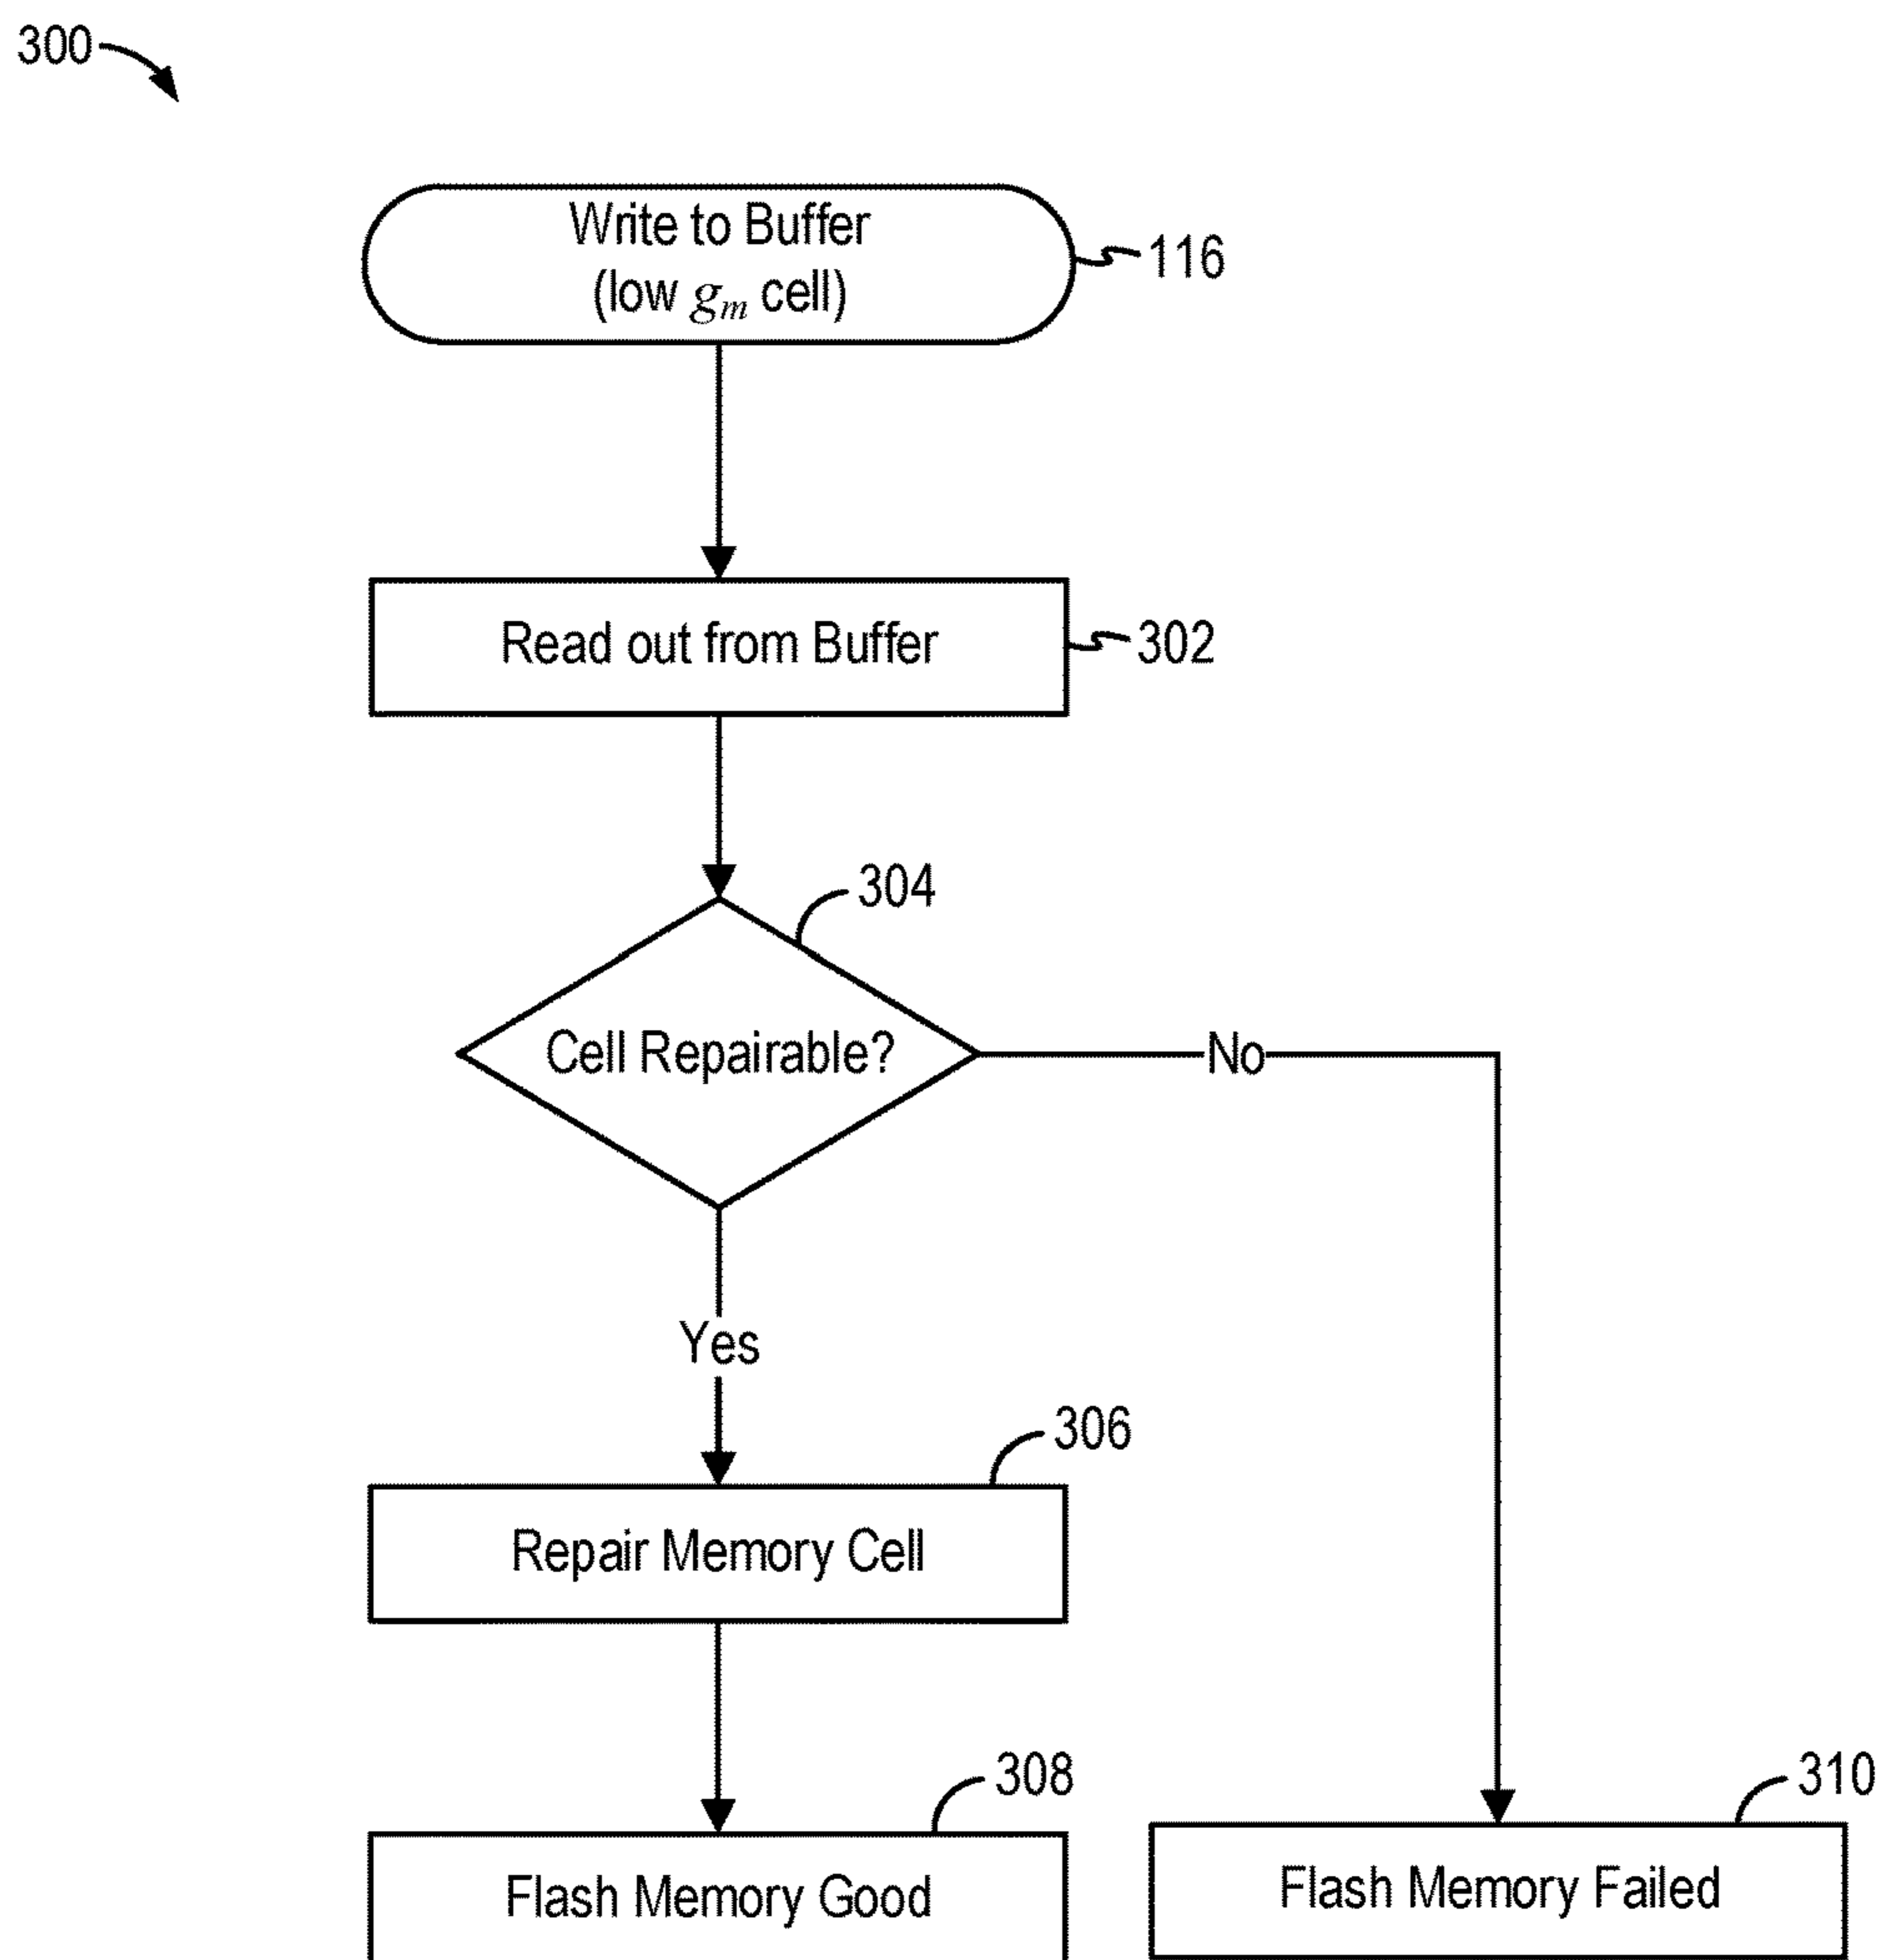 300
Write to Buffer
(low gm cell)
116
Read out from Buffer
302
304
Cell Repairable?
No
Yes
306
Repair Memory Cell
308
310
Flash Memory Good
Flash Memory Failed